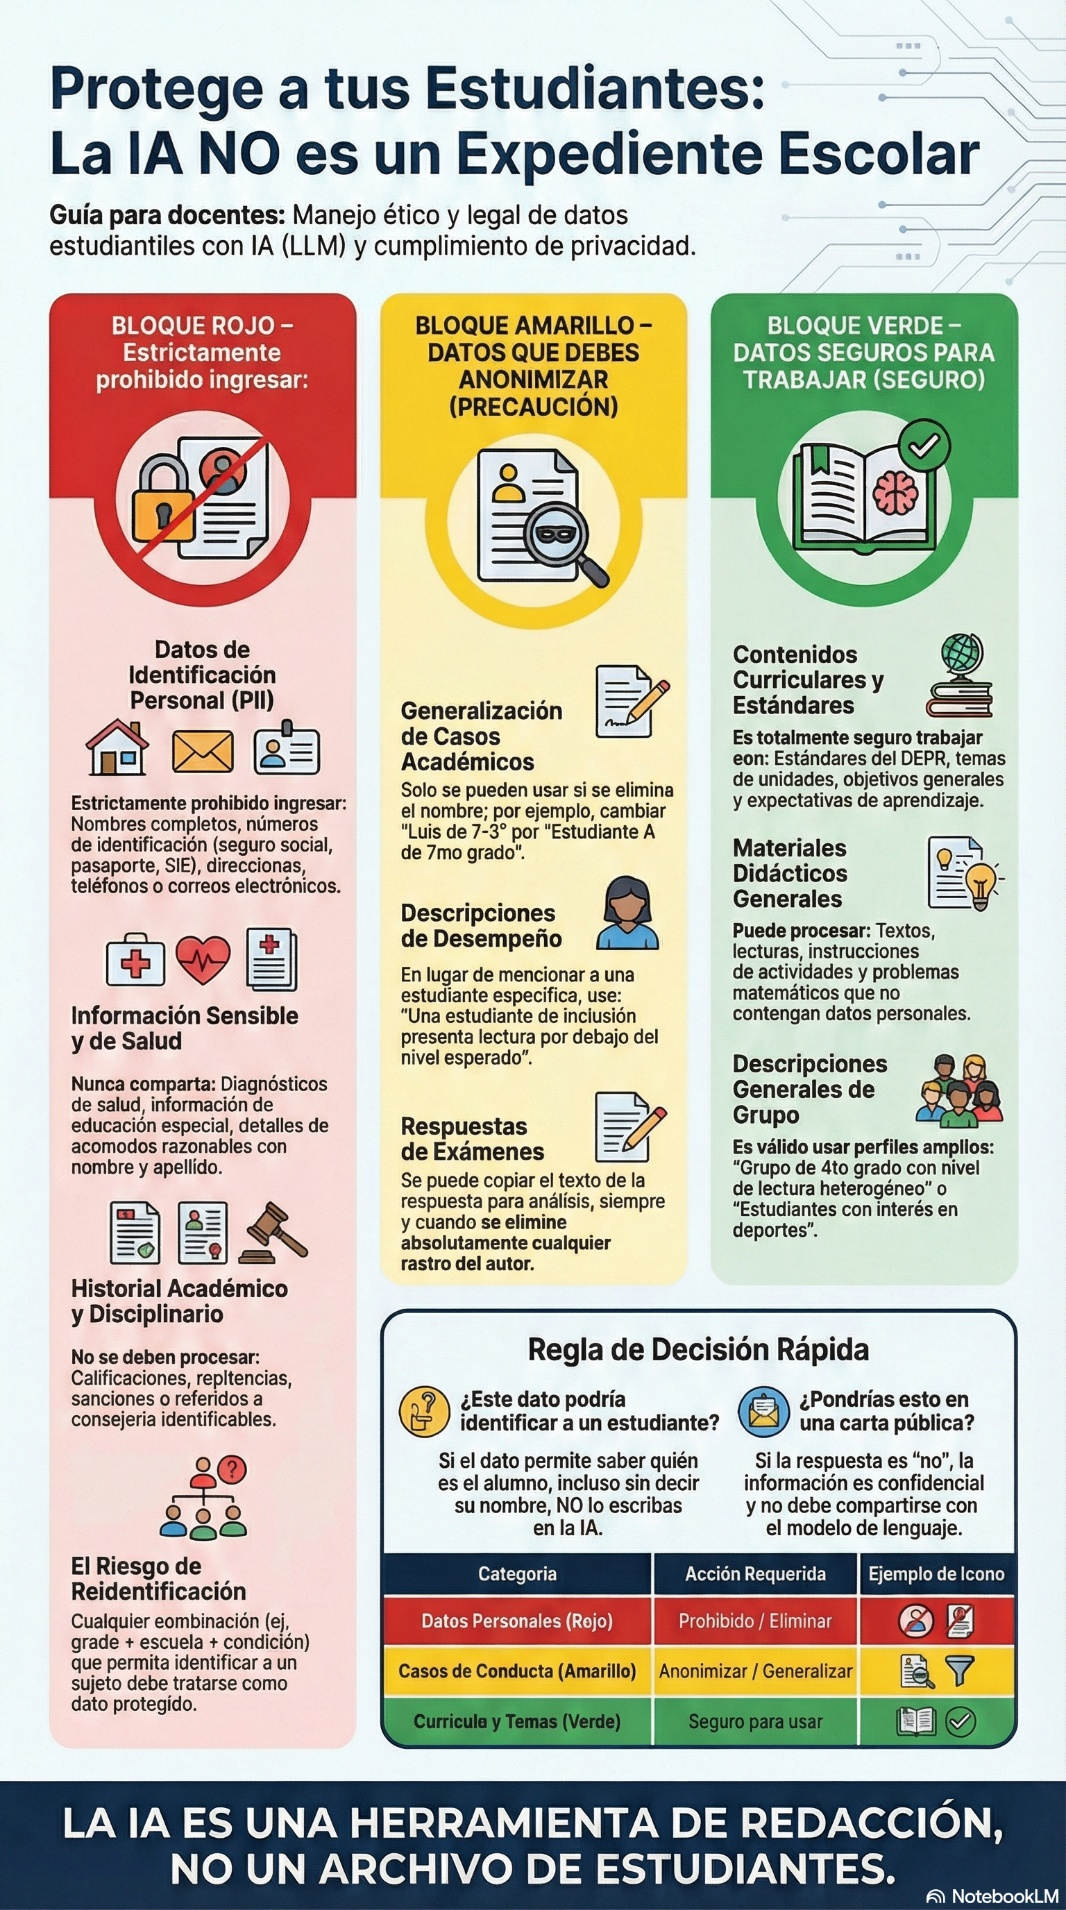 Protege a tus Estudiantes:
La IA NO es un Expediente Escolar
Guía para docentes: Manejo ético y legal de datos
estudiantiles con IA (LLM) y cumplimiento de privacidad.
BLOQUE ROJO –
Estrictamente
prohibido ingresar:
Datos de
Identificación
Personal (PII)
Estrictamente prohibido ingresar:
Nombres completos, números
de identificación (seguro social,
pasaporte, SIE), direccionas,
teléfonos o correos electrónicos.
Información Sensible
y de Salud
Nunca comparta: Diagnósticos
de salud, información de
educación especial, detalles de
acomodos razonables con
nombre y apellido.
Historial Académico
y Disciplinario
No se deben procesar:
Calificaciones, repltencias,
sanciones o referidos a
consejeria identificables.
El Riesgo de
Reidentificación
Cualquier eombinación (ej,
grade + escuela + condición)
que permita identificar a un
sujeto debe tratarse como
dato protegido.
BLOQUE AMARILLO –
DATOS QUE DEBES
ANONIMIZAR
(PRECAUCIÓN)
Generalización
de Casos
Académicos
Solo se pueden usar si se elimina
el nombre; por ejemplo, cambiar
"Luis de 7-3° por "Estudiante A
de 7mo grado".
Descripciones
de Desempeño
En lugar de mencionar a una
estudiante especifica, use:
"Una estudiante de inclusión
presenta lectura por debajo del
nivel esperado".
Respuestas
de Exámenes
Se puede copiar el texto de la
respuesta para análisis, siempre
y cuando se elimine
absolutamente cualquier
rastro del autor.
BLOQUE VERDE –
DATOS SEGUROS PARA
TRABAJAR (SEGURO)
Contenidos
Curriculares y
Estándares
Es totalmente seguro trabajar
eon: Estándares del DEPR, temas
de unidades, objetivos generales
y expectativas de aprendizaje.
Materiales
Didácticos
Generales
Puede procesar: Textos,
lecturas, instrucciones
de actividades y problemas
matemáticos que no
contengan datos personales.
Descripciones
Generales de
Grupo
Es válido usar perfiles ampllos:
"Grupo de 4to grado con nivel
de lectura heterogéneo" o
"Estudiantes con interés en
deportes".
Regla de Decisión Rápida
¿Este dato podría
identificar a un estudiante?
Si el dato permite saber quién
es el alumno, incluso sin decir
su nombre, NO lo escribas
en la IA.
¿Pondrías esto en
una carta pública?
Si la respuesta es "no", la
información es confidencial
y no debe compartirse con
el modelo de lenguaje.
Categoria Acción Requerida Ejemplo de Icono
Datos Personales (Rojo) Prohibido / Eliminar
Casos de Conducta (Amarillo) Anonimizar / Generalizar
Curriculo y Temas (Verde) Seguro para usar
LA IA ES UNA HERRAMIENTA DE REDACCIÓN,
NO UN ARCHIVO DE ESTUDIANTES.
NotebookLM